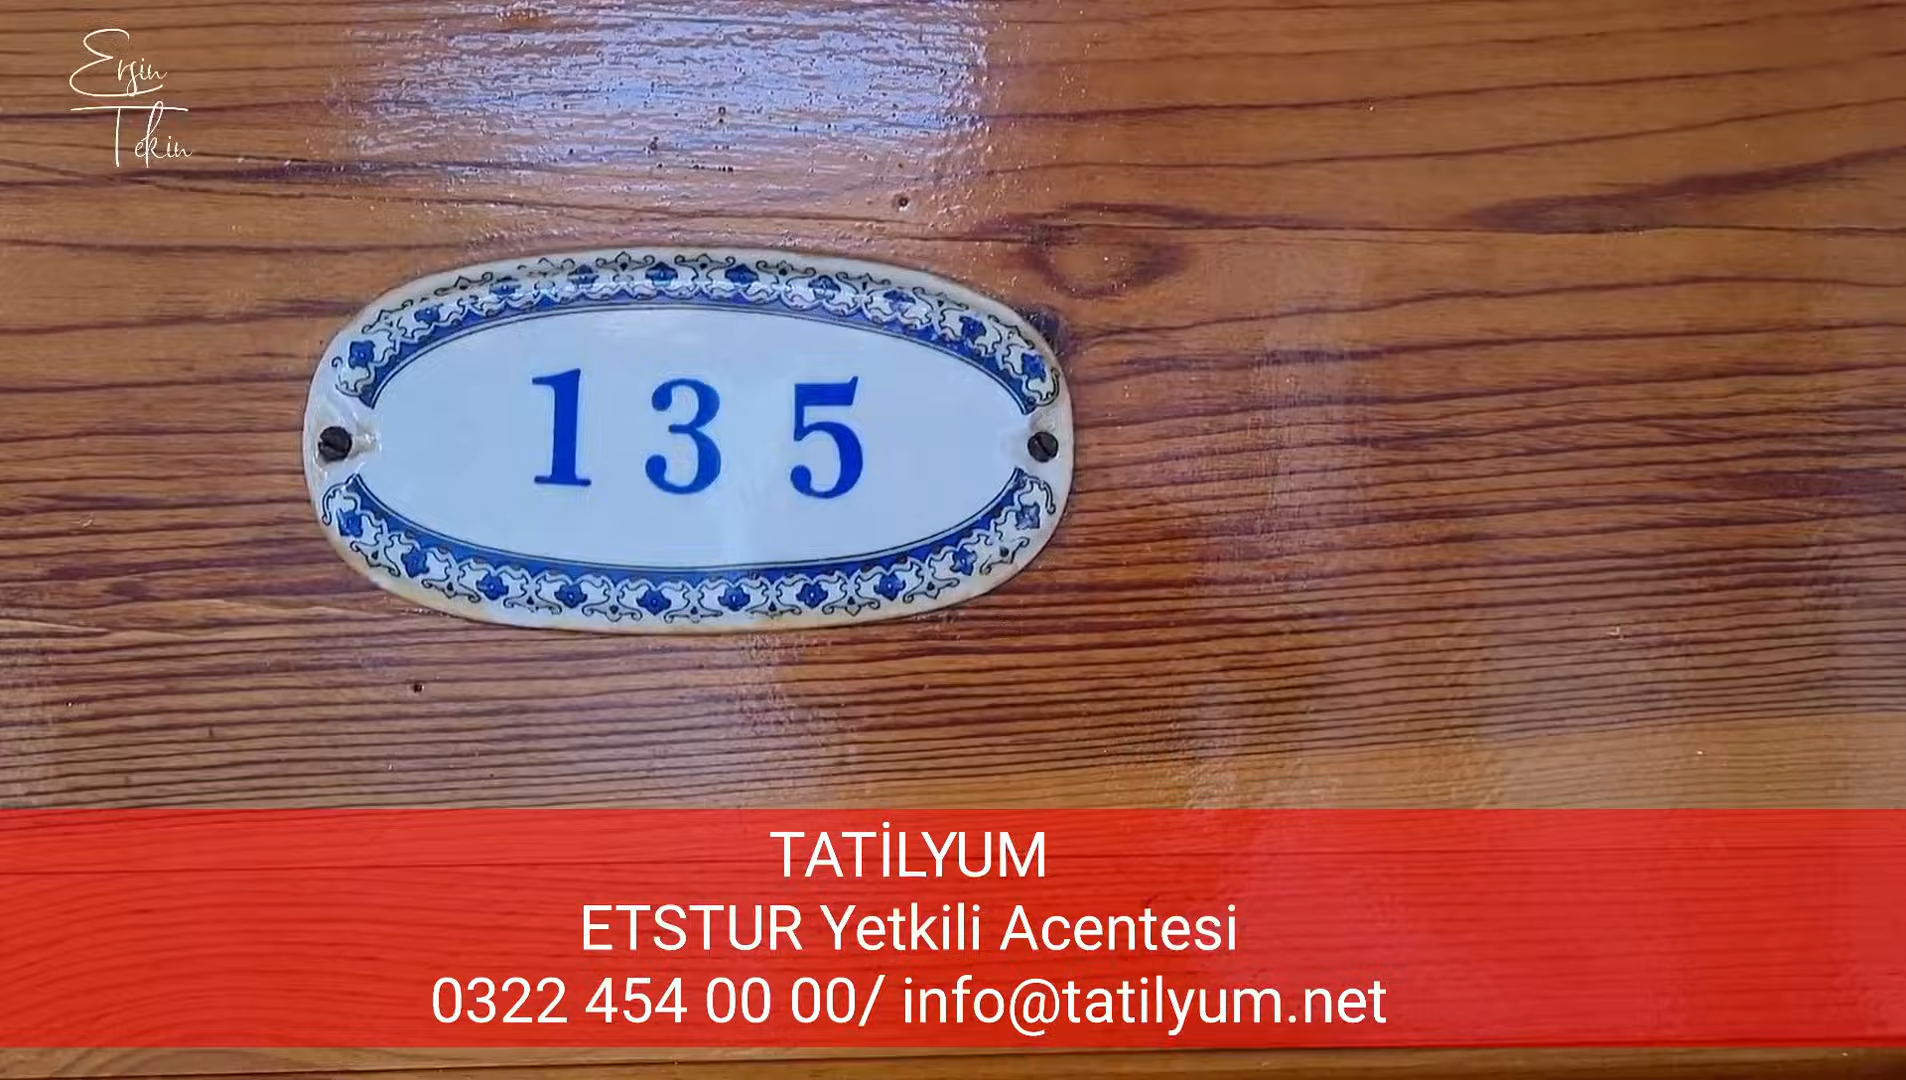 Ersin
Tekin
135
TATİLYUM
ETSTUR Yetkili Acentesi
0322 454 00 00/ info@tatilyum.net